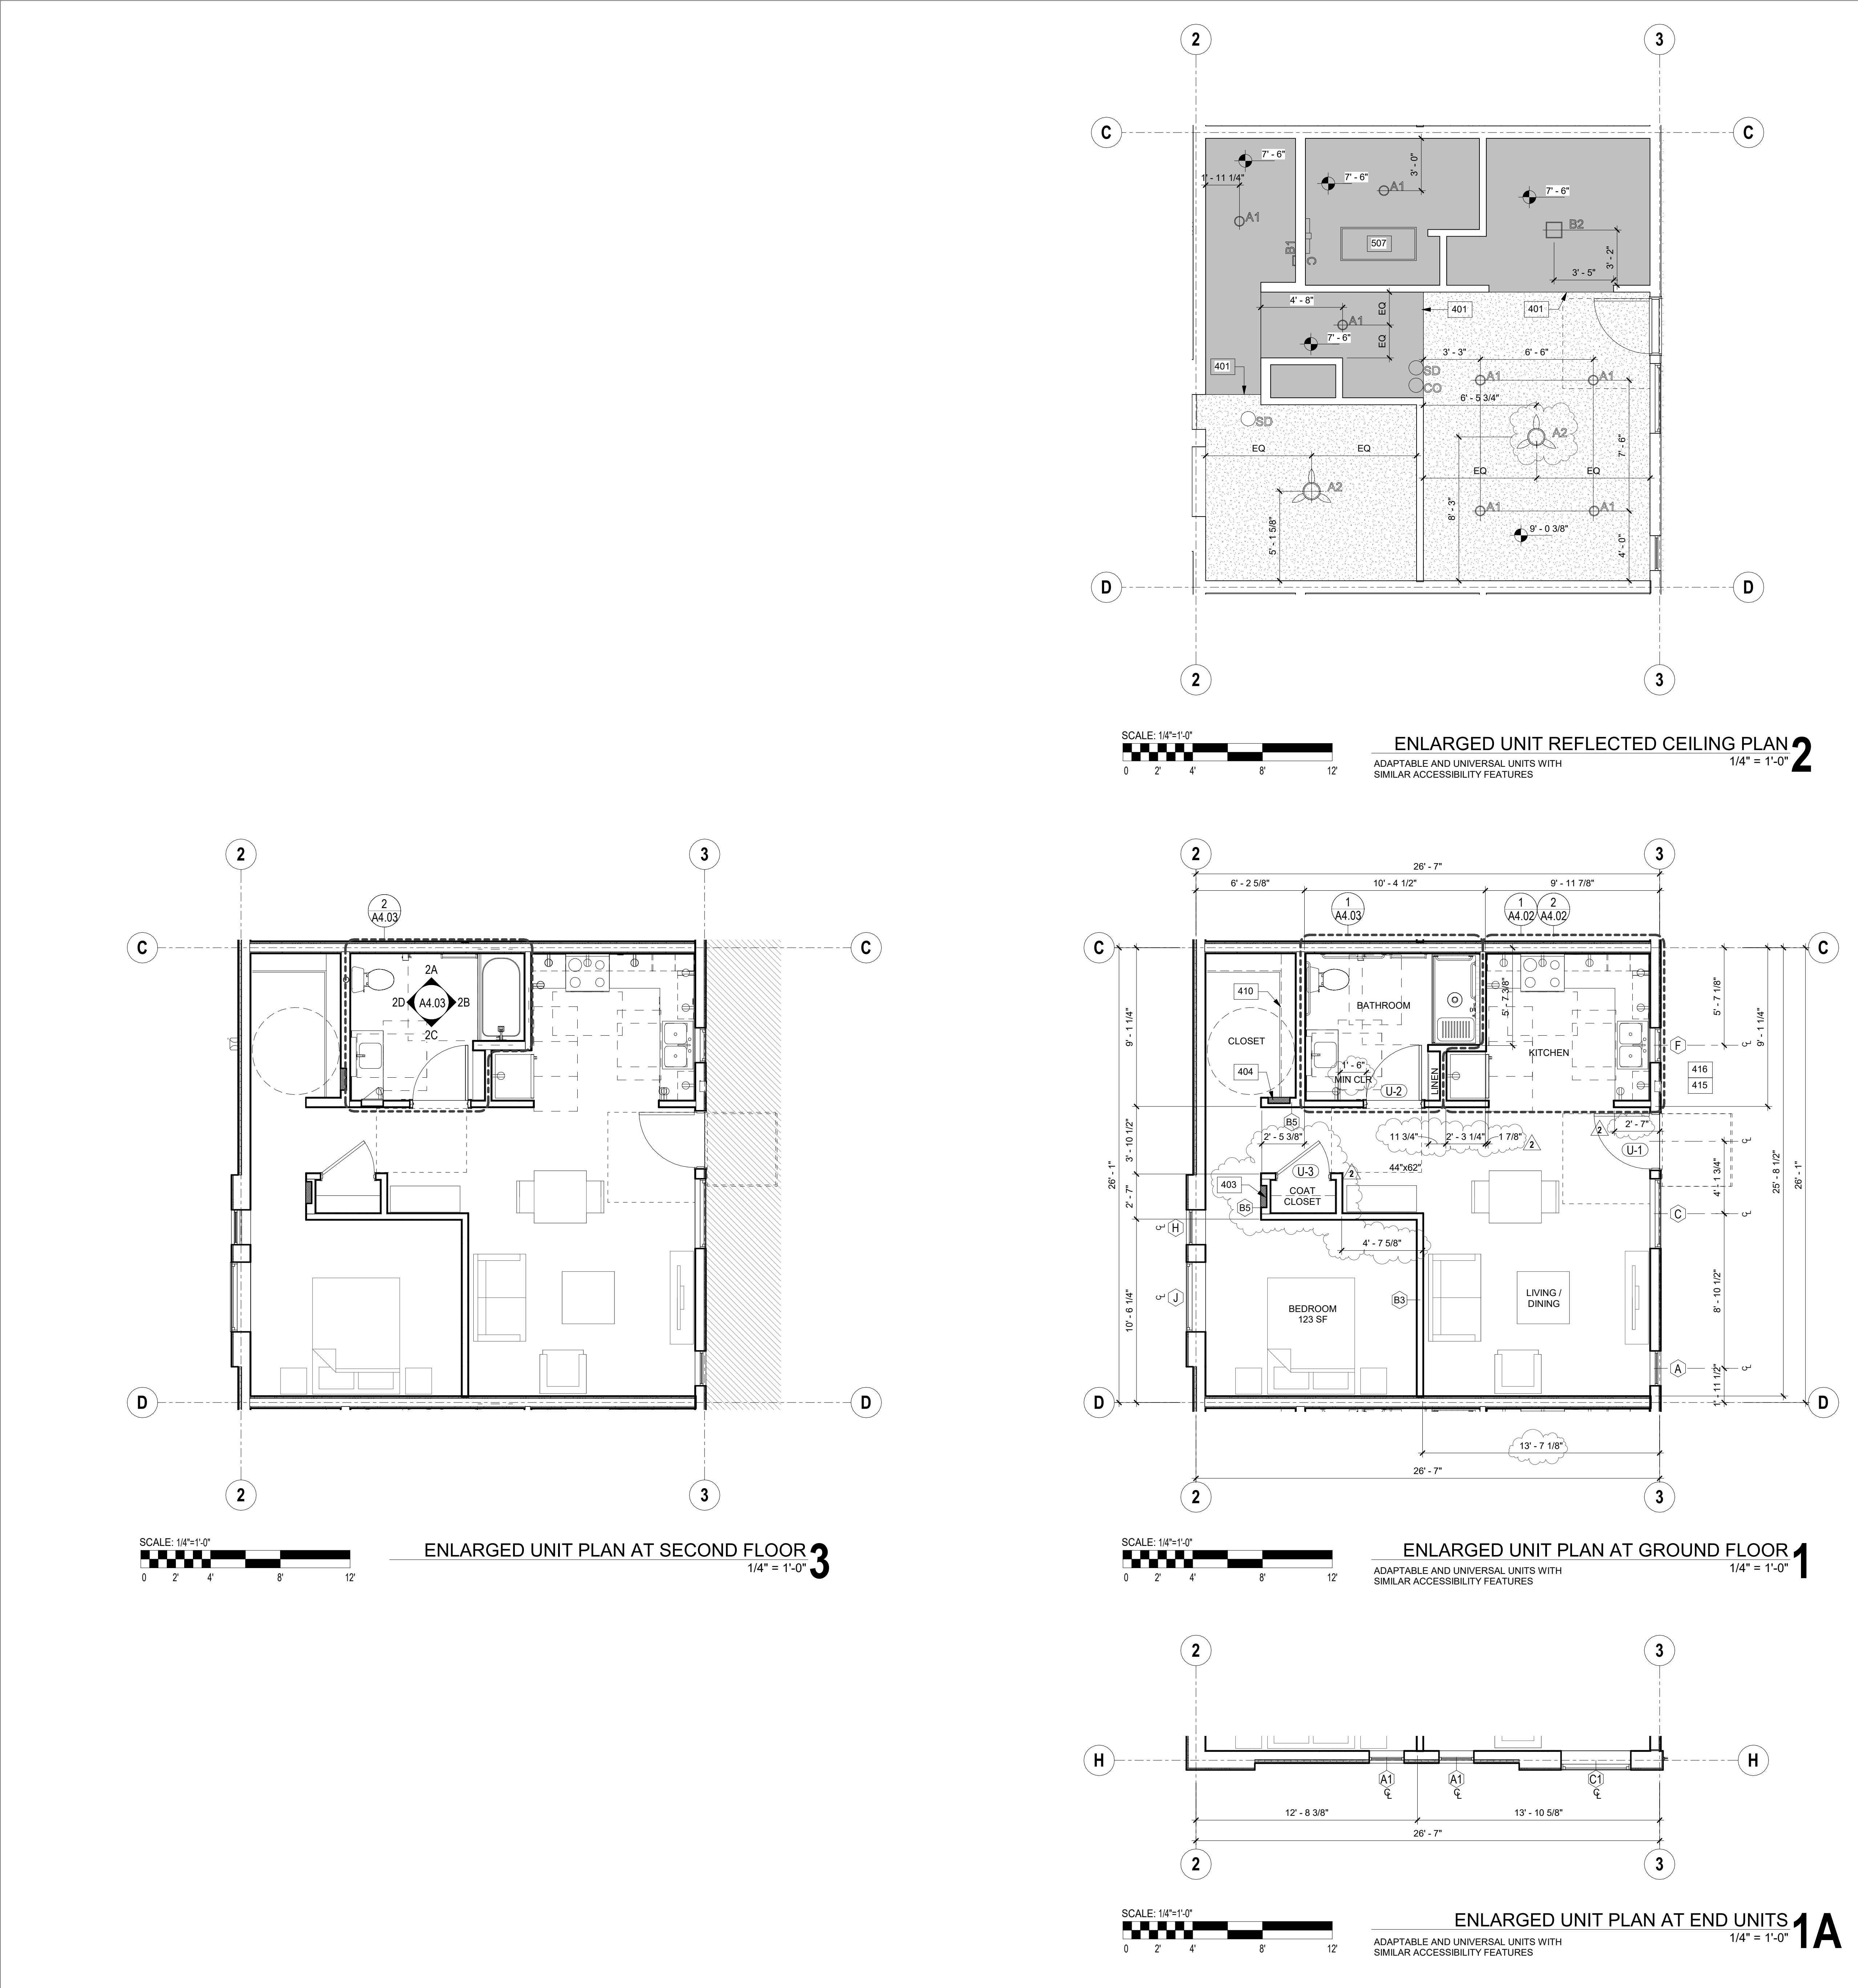 2
3
C
C
7' - 6"
7' - 6"
7' - 6"
3' - 0"
1' - 11 1/4"
A1
A1
B2
507
B1
C
3' - 2"
3' - 5"
4' - 8"
EQ
401
401
A1
7' - 6"
EQ
3' - 3"
6' - 6"
401
SD
CO
A1
A1
6' - 5 3/4"
SD
A2
7' - 6"
EQ
EQ
EQ
EQ
A2
8' - 3"
A1
A1
5' - 1 5/8"
9' - 0 3/8"
4' - 0"
D
D
2
3
SCALE: 1/4"=1'-0"
0 2' 4' 8' 12'
ENLARGED UNIT REFLECTED CEILING PLAN
2
1/4" = 1'-0"
ADAPTABLE AND UNIVERSAL UNITS WITH
SIMILAR ACCESSIBILITY FEATURES
2
3
2
A4.03
C
C
2A
2D
A4.03
2B
2C
D
D
2
3
SCALE: 1/4"=1'-0"
0 2' 4' 8' 12'
ENLARGED UNIT PLAN AT SECOND FLOOR
3
1/4" = 1'-0"
2
3
26' - 7"
6' - 2 5/8"
10' - 4 1/2"
9' - 11 7/8"
1
A4.03
1
A4.02
2
A4.02
C
C
410
BATHROOM
5' - 7 3/8"
5' - 7 1/8"
9' - 1 1/4"
9' - 1 1/4"
CLOSET
KITCHEN
F
℄
404
1' - 6"
MIN CLR
U-2
LINEN
416
415
B5
2' - 5 3/8"
11 3/4"
2' - 3 1/4"
1 7/8"
2
2
2' - 7"
U-1
℄
3' - 10 1/2"
26' - 1"
U-3
2
44"x62"
4' - 1 3/4"
25' - 8 1/2"
26' - 1"
403
COAT
CLOSET
2' - 7"
B5
C
℄
℄
H
4' - 7 5/8"
℄
J
B3
BEDROOM
123 SF
LIVING /
DINING
10' - 6 1/4"
8' - 10 1/2"
A
℄
1' - 11 1/2"
D
D
13' - 7 1/8"
26' - 7"
2
3
SCALE: 1/4"=1'-0"
0 2' 4' 8' 12'
ENLARGED UNIT PLAN AT GROUND FLOOR
1
1/4" = 1'-0"
ADAPTABLE AND UNIVERSAL UNITS WITH
SIMILAR ACCESSIBILITY FEATURES
2
3
H
H
A1
℄
A1
℄
C1
℄
12' - 8 3/8"
13' - 10 5/8"
26' - 7"
2
3
SCALE: 1/4"=1'-0"
0 2' 4' 8' 12'
ENLARGED UNIT PLAN AT END UNITS
1A
1/4" = 1'-0"
ADAPTABLE AND UNIVERSAL UNITS WITH
SIMILAR ACCESSIBILITY FEATURES